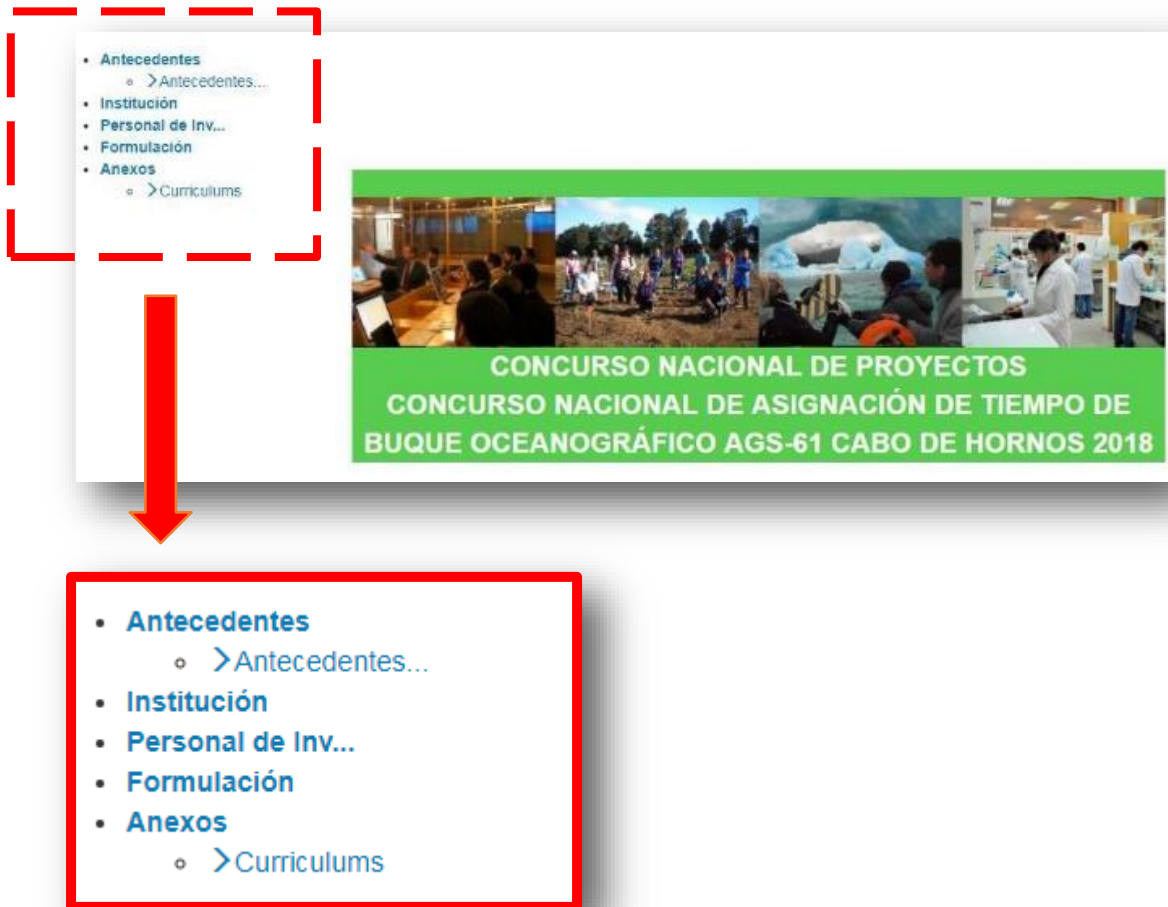 Antecedentes
>Antecedentes...
Institución
Personal de Inv...
Formulación
Anexos
>Curriculums
CONCURSO NACIONAL DE PROYECTOS
CONCURSO NACIONAL DE ASIGNACIÓN DE TIEMPO DE
BUQUE OCEANOGRÁFICO AGS-61 CABO DE HORNOS 2018
Antecedentes
>Antecedentes...
Institución
Personal de Inv...
Formulación
Anexos
>Curriculums